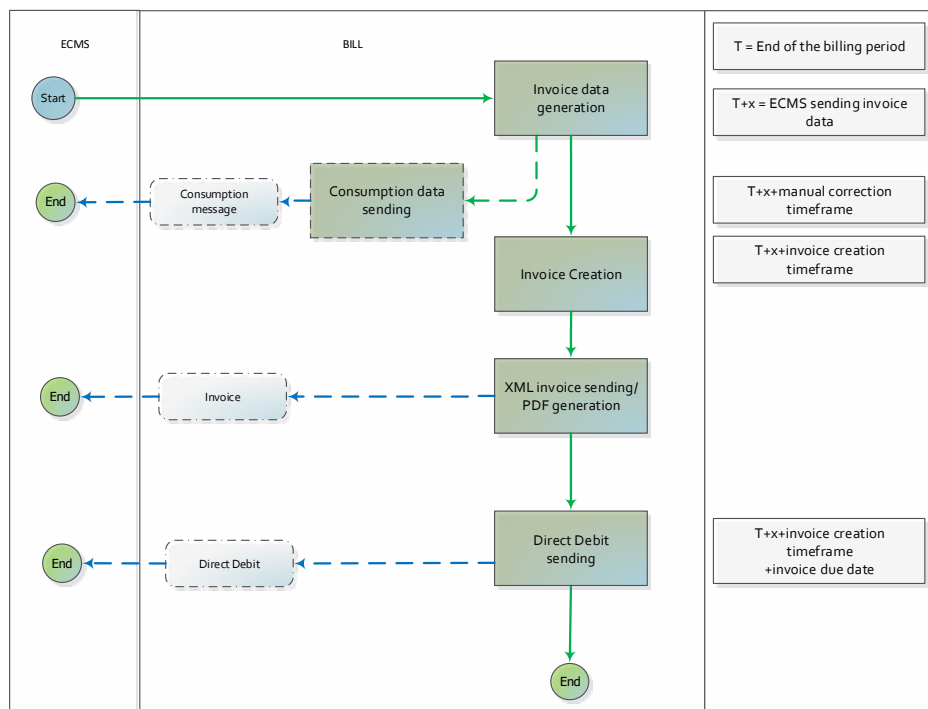 ECMS
BILL
T = End of the billing period
Start
Invoice data
generation
T+x = ECMS sending invoice
data
End
Consumption
message
Consumption data
sending
T+x+manual correction
timeframe
Invoice Creation
T+x+invoice creation
timeframe
End
Invoice
XML invoice sending/
PDF generation
End
Direct Debit
Direct Debit
sending
T+x+invoice creation
timeframe
+invoice due date
End